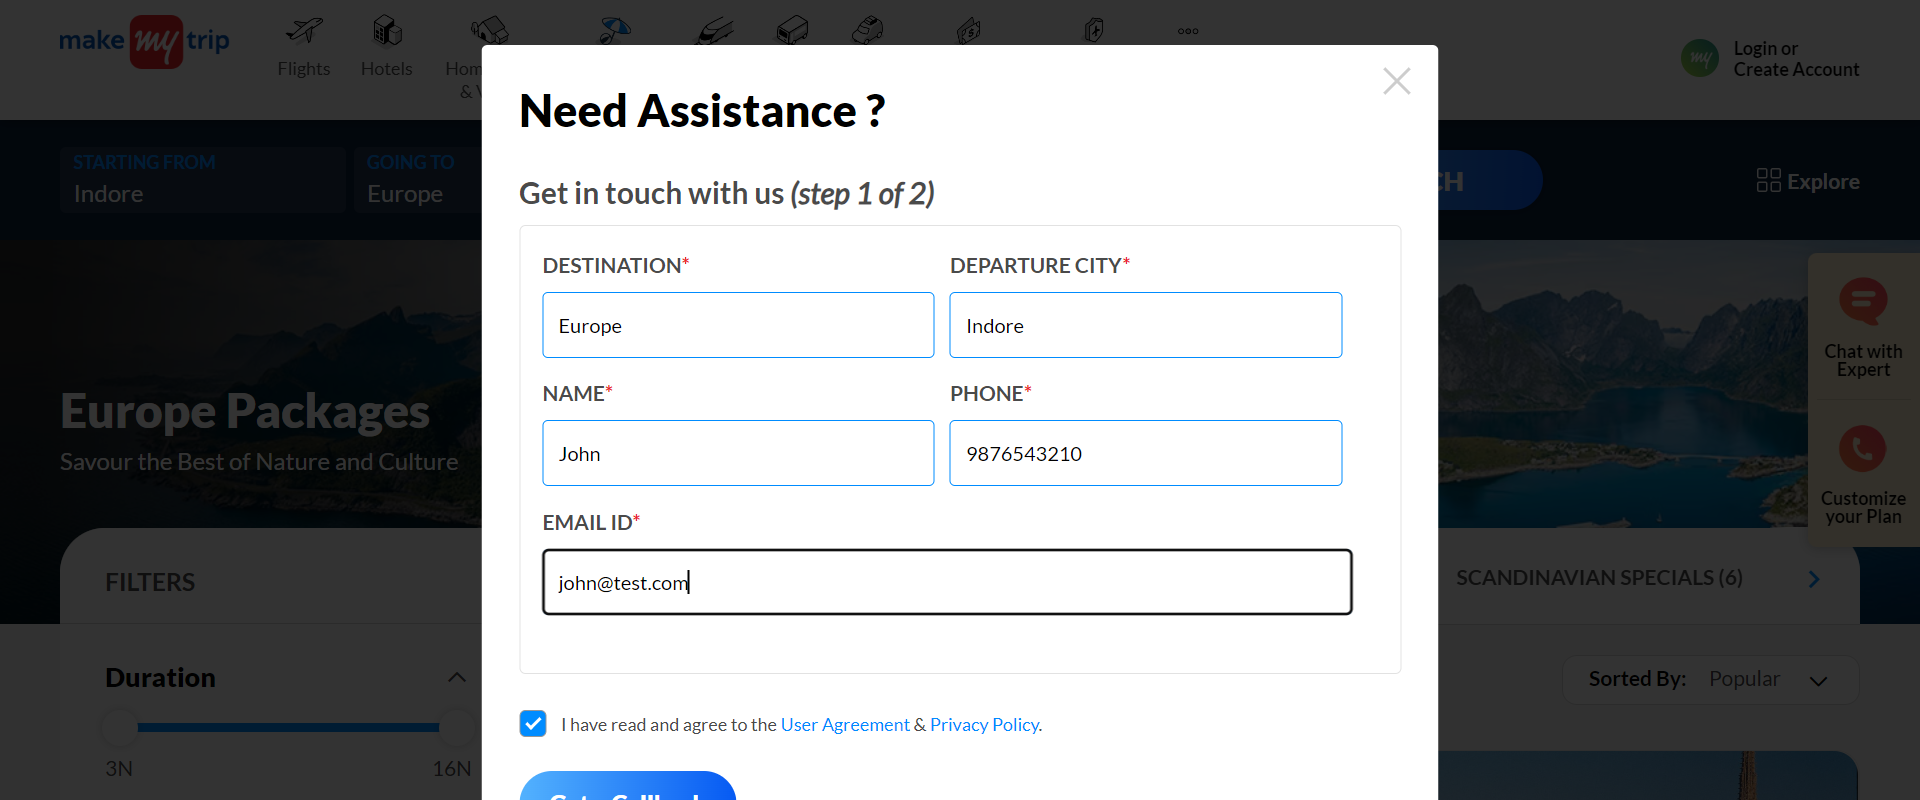 make my trip
Flights
Hotels
Hom
&
my
Login or
Create Account
STARTING FROM
Indore
GOING TO
Europe
CH
Explore
Europe Packages
Savour the Best of Nature and Culture
Need Assistance ?
Get in touch with us (step 1 of 2)
DESTINATION*
Europe
DEPARTURE CITY*
Indore
NAME*
John
PHONE*
9876543210
EMAIL ID*
john@test.com
I have read and agree to the User Agreement & Privacy Policy.
Chat with
Expert
Customize
your Plan
FILTERS
SCANDINAVIAN SPECIALS (6)
Duration
3N
16N
Sorted By: Popular